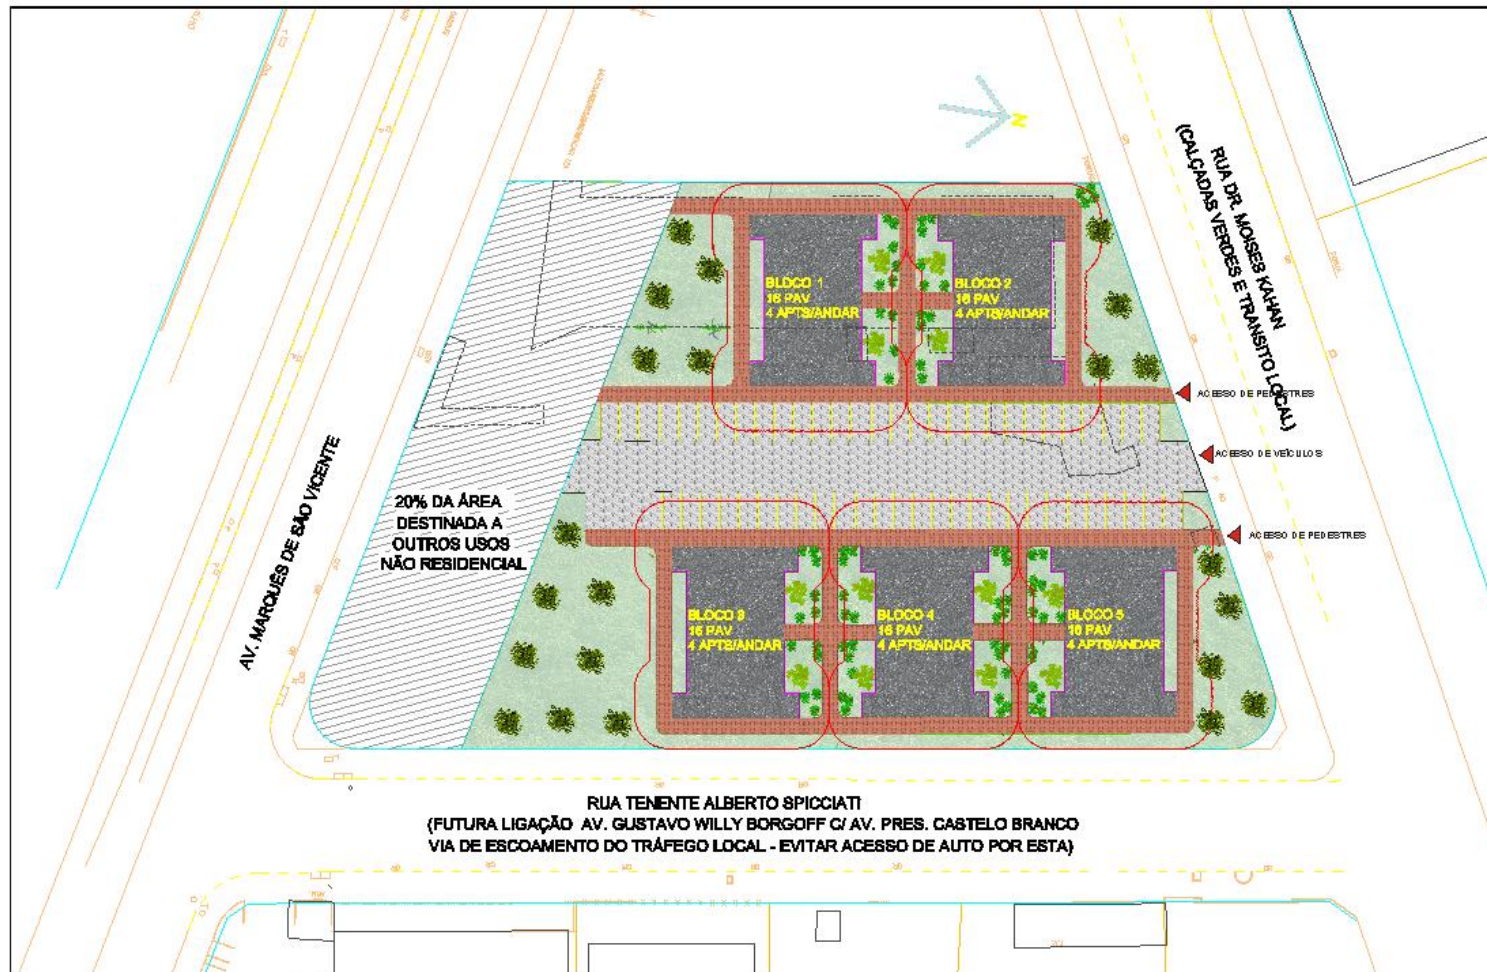 N
RUA DR. MOISES KAHAN
(CALÇADAS VERDES E TRANSITO LOCAL)
BLOCO 1
16 PAV
4 APTS/ANDAR
BLOCO 2
16 PAV
4 APTS/ANDAR
ACESSO DE PEDESTRES
ACESSO DE VEÍCULOS
ACESSO DE PEDESTRES
AV. MARQUÊS DE SÃO VICENTE
20% DA ÁREA
DESTINADA A
OUTROS USOS
NÃO RESIDENCIAL
BLOCO 3
16 PAV
4 APTS/ANDAR
BLOCO 4
16 PAV
4 APTS/ANDAR
BLOCO 5
16 PAV
4 APTS/ANDAR
RUA TENENTE ALBERTO SPICCIATI
(FUTURA LIGAÇÃO AV. GUSTAVO WILLY BORGOFF C/ AV. PRES. CASTELO BRANCO
VIA DE ESCOAMENTO DO TRÁFEGO LOCAL - EVITAR ACESSO DE AUTO POR ESTA)